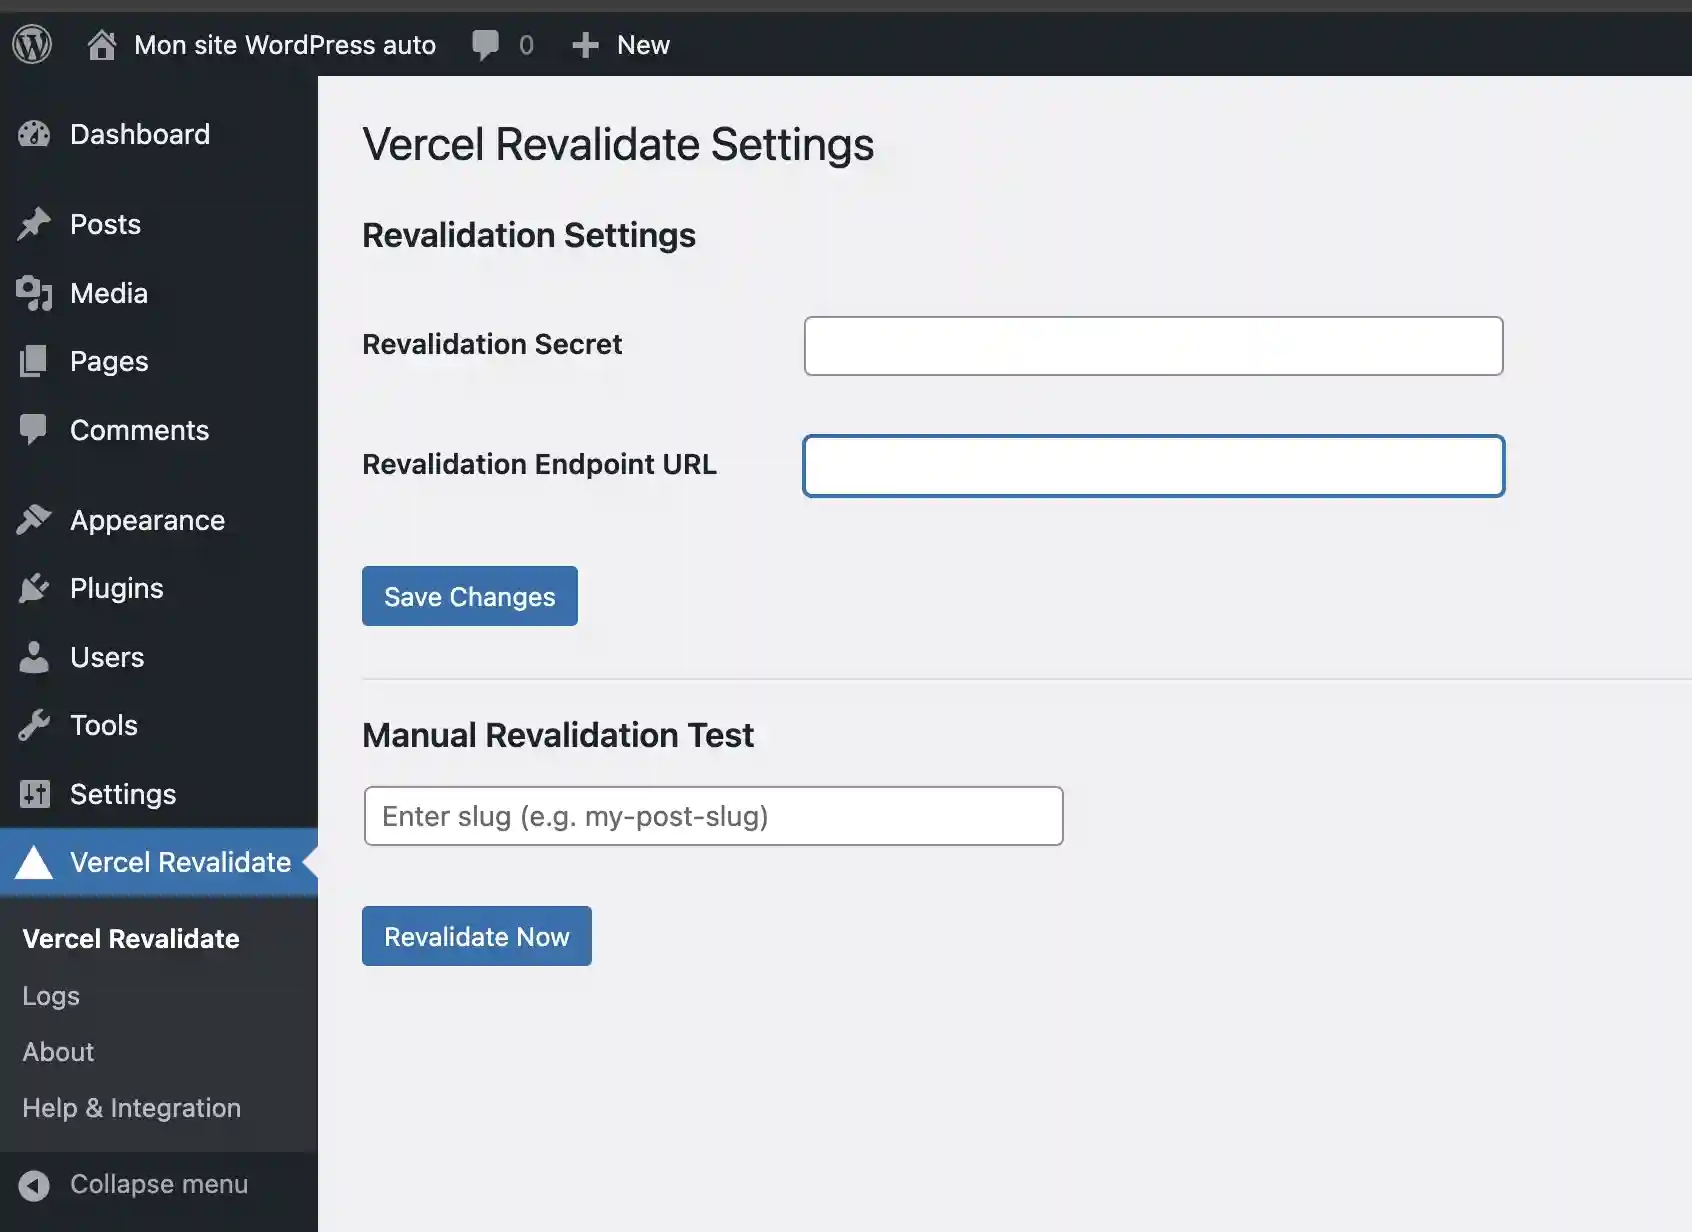 Mon site WordPress auto 0 New
Dashboard
Posts
Media
Pages
Comments
Appearance
Plugins
Users
Tools
Settings
Vercel Revalidate
Vercel Revalidate
Logs
About
Help & Integration
Collapse menu
Vercel Revalidate Settings
Revalidation Settings
Revalidation Secret
Revalidation Endpoint URL
Save Changes
Manual Revalidation Test
Enter slug (e.g. my-post-slug)
Revalidate Now